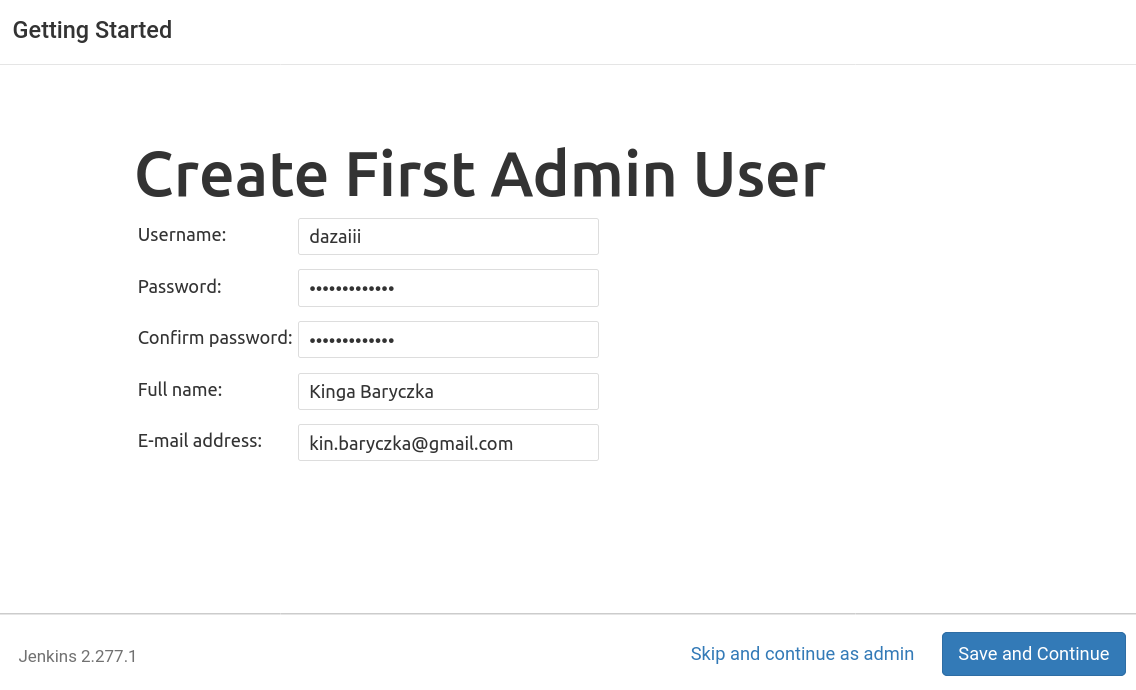 Getting Started
Create First Admin User
Username: dazaiii
Password: •••••••••••••
Confirm password: •••••••••••••
Full name: Kinga Baryczka
E-mail address: kin.baryczka@gmail.com
Jenkins 2.277.1 Skip and continue as admin Save and Continue